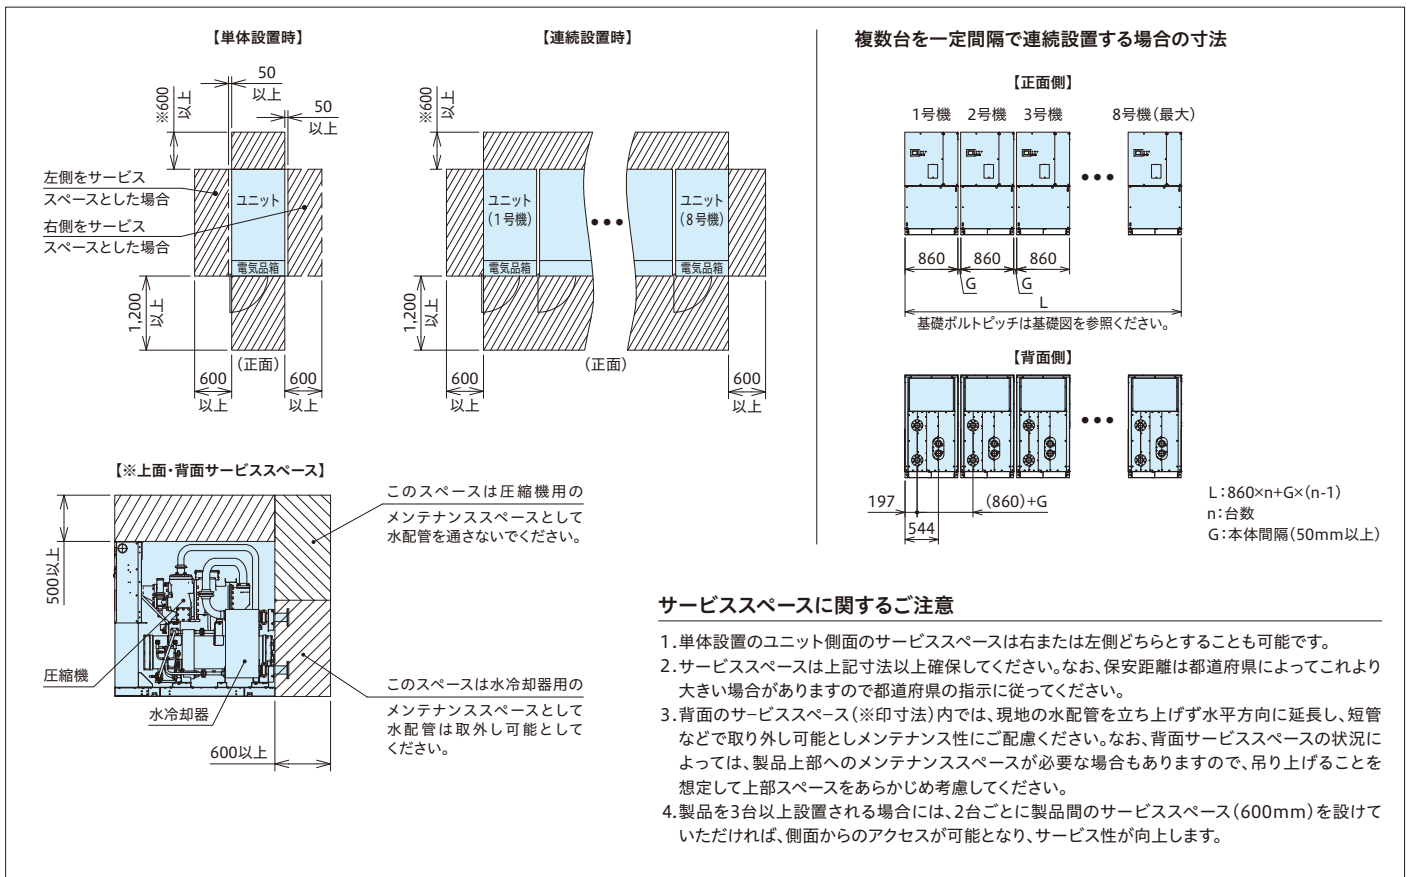 【単体設置時】
50
以上
※600
以上
50
以上
左側をサービス
スペースとした場合
右側をサービス
スペースとした場合
ユニット
電気品箱
1,200
以上
(正面)
600
以上
600
以上
【連続設置時】
※600
以上
ユニット
(1号機)
ユニット
(8号機)
電気品箱
電気品箱
1,200
以上
(正面)
600
以上
600
以上
【※上面・背面サービススペース】
500以上
このスペースは圧縮機用の
メンテナンススペースとして
水配管を通さないでください。
圧縮機
水冷却器
このスペースは水冷却器用の
メンテナンススペースとして
水配管は取外し可能として
ください。
600以上
複数台を一定間隔で連続設置する場合の寸法
【正面側】
1号機 2号機 3号機 8号機(最大)
860 860 860
G G
L
基礎ボルトピッチは基礎図を参照ください。
【背面側】
197 (860)+G
544
L:860×n+G×(n-1)
n:台数
G:本体間隔(50mm以上)
サービススペースに関するご注意
1.単体設置のユニット側面のサービススペースは右または左側どちらとすることも可能です。
2.サービススペースは上記寸法以上確保してください。なお、保安距離は都道府県によってこれより
大きい場合がありますので都道府県の指示に従ってください。
3.背面のサービススペース(※印寸法)内では、現地の水配管を立ち上げず水平方向に延長し、短管
などで取り外し可能としメンテナンス性にご配慮ください。なお、背面サービススペースの状況に
よっては、製品上部へのメンテナンススペースが必要な場合もありますので、吊り上げることを
想定して上部スペースをあらかじめ考慮してください。
4.製品を3台以上設置される場合には、2台ごとに製品間のサービススペース(600mm)を設けて
いただければ、側面からのアクセスが可能となり、サービス性が向上します。